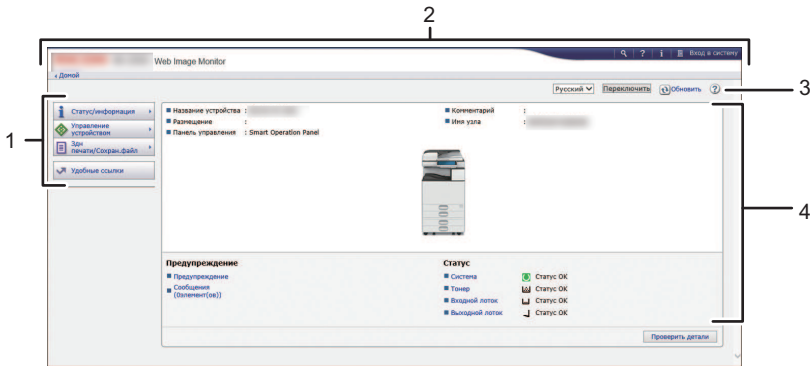 2
Web Image Monitor
? i Вход в систему
Домой
Русский Переключить Обновить ?
3
1
Статус/информация
Управление устройством
Здн печати/Сохран.файл
Удобные ссылки
Название устройства :
Размещение :
Панель управления : Smart Operation Panel
Комментарий :
Имя узла :
4
Предупреждение
Предупреждение
Сообщения
(0элемент(ов))
Статус
Система Статус OK
Тонер Статус OK
Входной лоток Статус OK
Выходной лоток Статус OK
Проверить детали